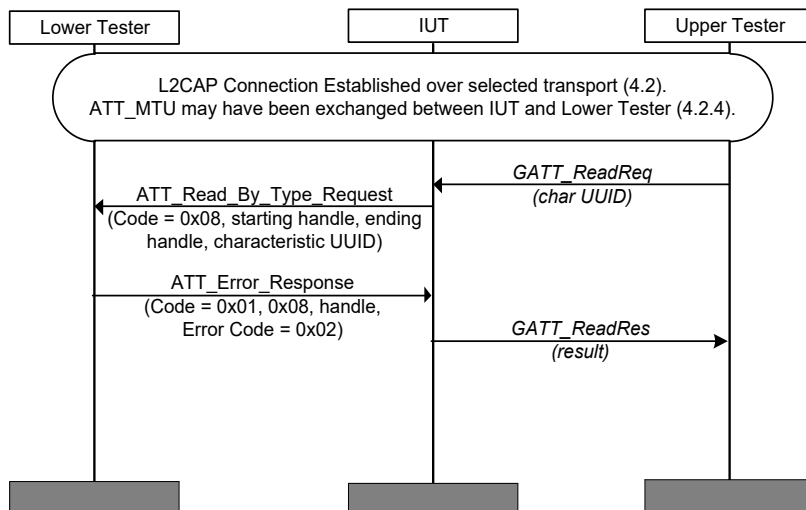 Lower Tester
IUT
Upper Tester
L2CAP Connection Established over selected transport (4.2).
ATT_MTU may have been exchanged between IUT and Lower Tester (4.2.4).
GATT_ReadReq
(char UUID)
ATT_Read_By_Type_Request
(Code = 0x08, starting handle, ending
handle, characteristic UUID)
ATT_Error_Response
(Code = 0x01, 0x08, handle,
Error Code = 0x02)
GATT_ReadRes
(result)